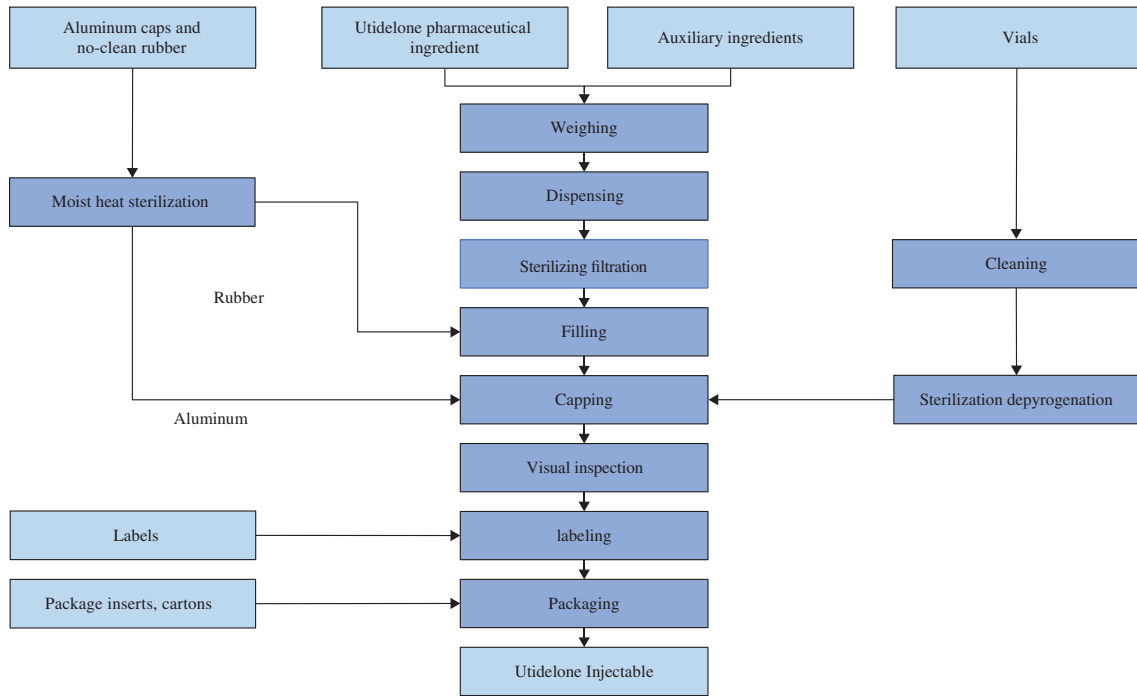 Aluminum caps and
no-clean rubber
Utidelone pharmaceutical
ingredient
Auxiliary ingredients
Vials
Weighing
Dispensing
Moist heat sterilization
Sterilizing filtration
Cleaning
Rubber
Filling
Capping
Sterilization depyrogenation
Aluminum
Visual inspection
Labels
labeling
Package inserts, cartons
Packaging
Utidelone Injectable